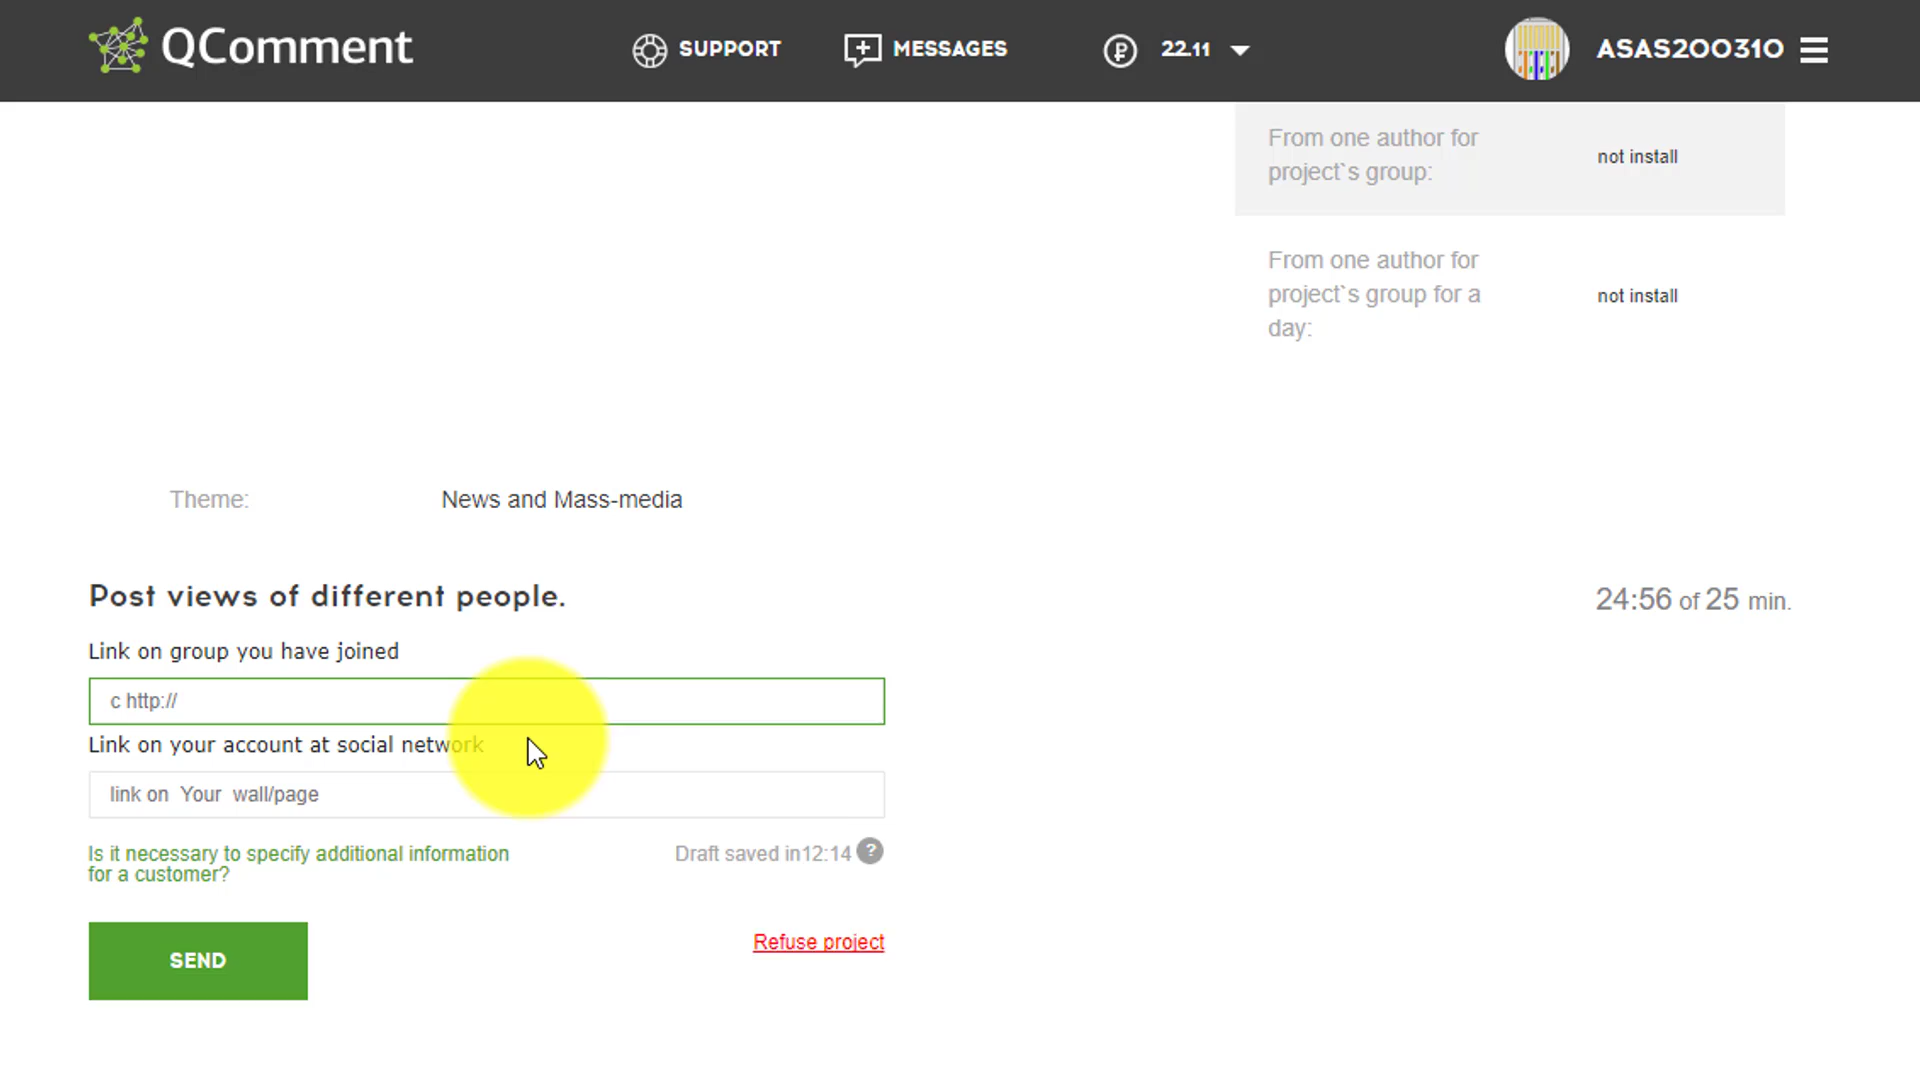 QComment
SUPPORT
MESSAGES
22.11
ASAS200310
From one author for
project`s group:
not install
From one author for
project`s group for a
day:
not install
Theme:
News and Mass-media
Post views of different people.
24:56 of 25 min.
Link on group you have joined
c http://
Link on your account at social network
link on Your wall/page
Is it necessary to specify additional information
for a customer?
Draft saved in12:14 ?
SEND
Refuse project